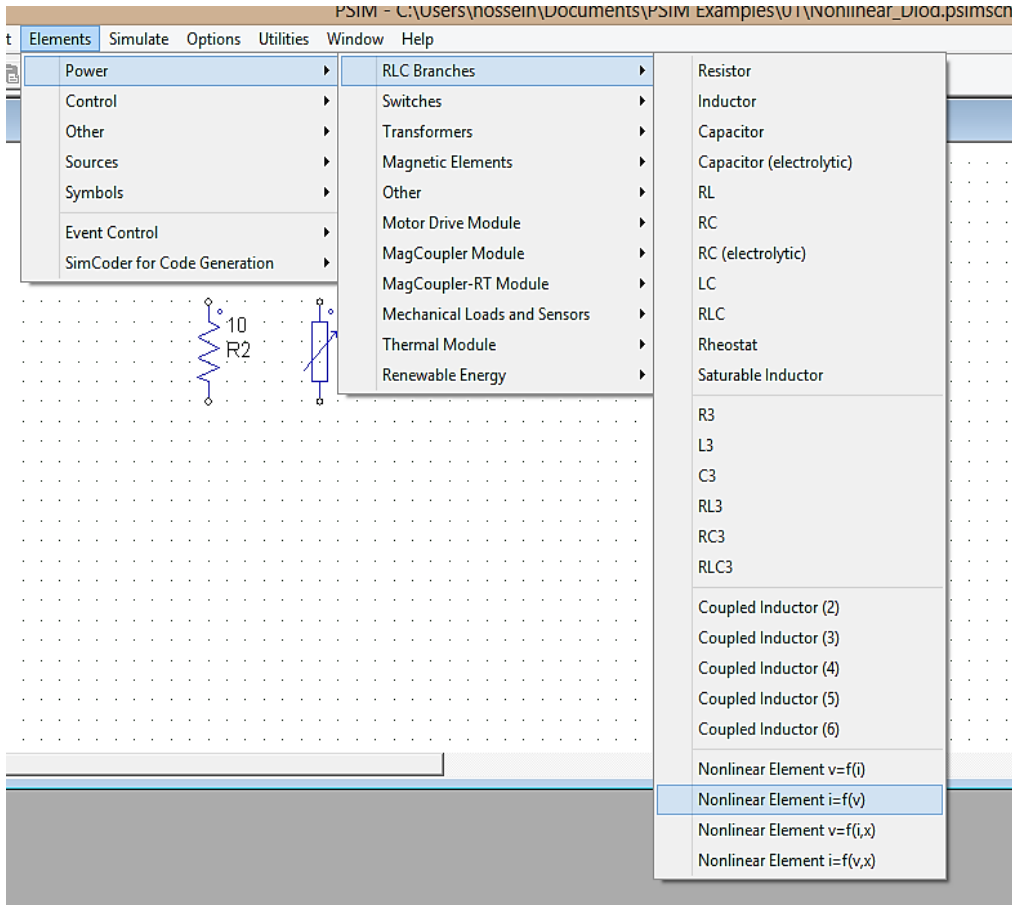 PSIM - C:\Users\hossein\Documents\PSIM Examples\01\Nonlinear_Diod.psimsch
t Elements Simulate Options Utilities Window Help
Power
Control
Other
Sources
Symbols
Event Control
SimCoder for Code Generation
RLC Branches
Switches
Transformers
Magnetic Elements
Other
Motor Drive Module
MagCoupler Module
MagCoupler-RT Module
Mechanical Loads and Sensors
Thermal Module
Renewable Energy
Resistor
Inductor
Capacitor
Capacitor (electrolytic)
RL
RC
RC (electrolytic)
LC
RLC
Rheostat
Saturable Inductor
R3
L3
C3
RL3
RC3
RLC3
Coupled Inductor (2)
Coupled Inductor (3)
Coupled Inductor (4)
Coupled Inductor (5)
Coupled Inductor (6)
Nonlinear Element v=f(i)
Nonlinear Element i=f(v)
Nonlinear Element v=f(i,x)
Nonlinear Element i=f(v,x)
10
R2